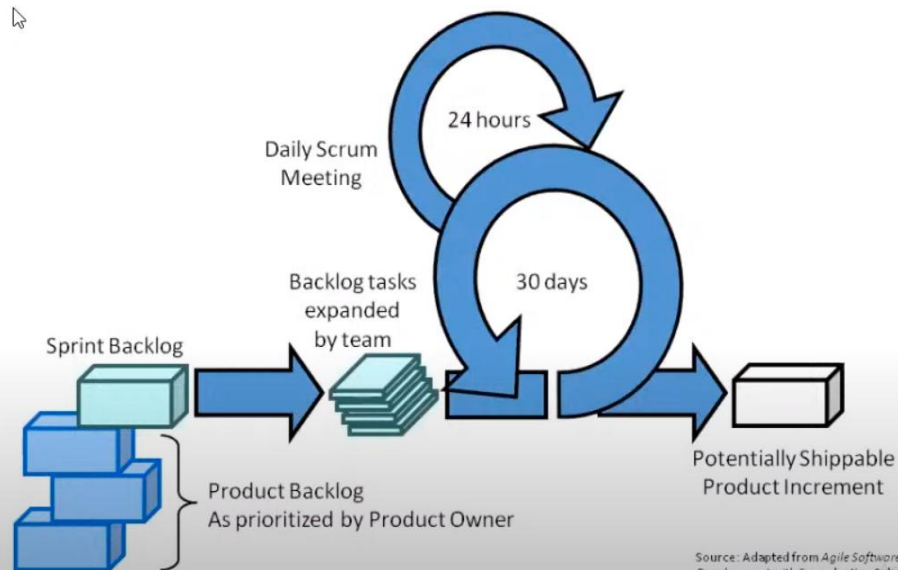 24 hours
Daily Scrum
Meeting
Backlog tasks
expanded
by team
30 days
Sprint Backlog
Potentially Shippable
Product Increment
Product Backlog
As prioritized by Product Owner
Source: Adapted from Agile Software